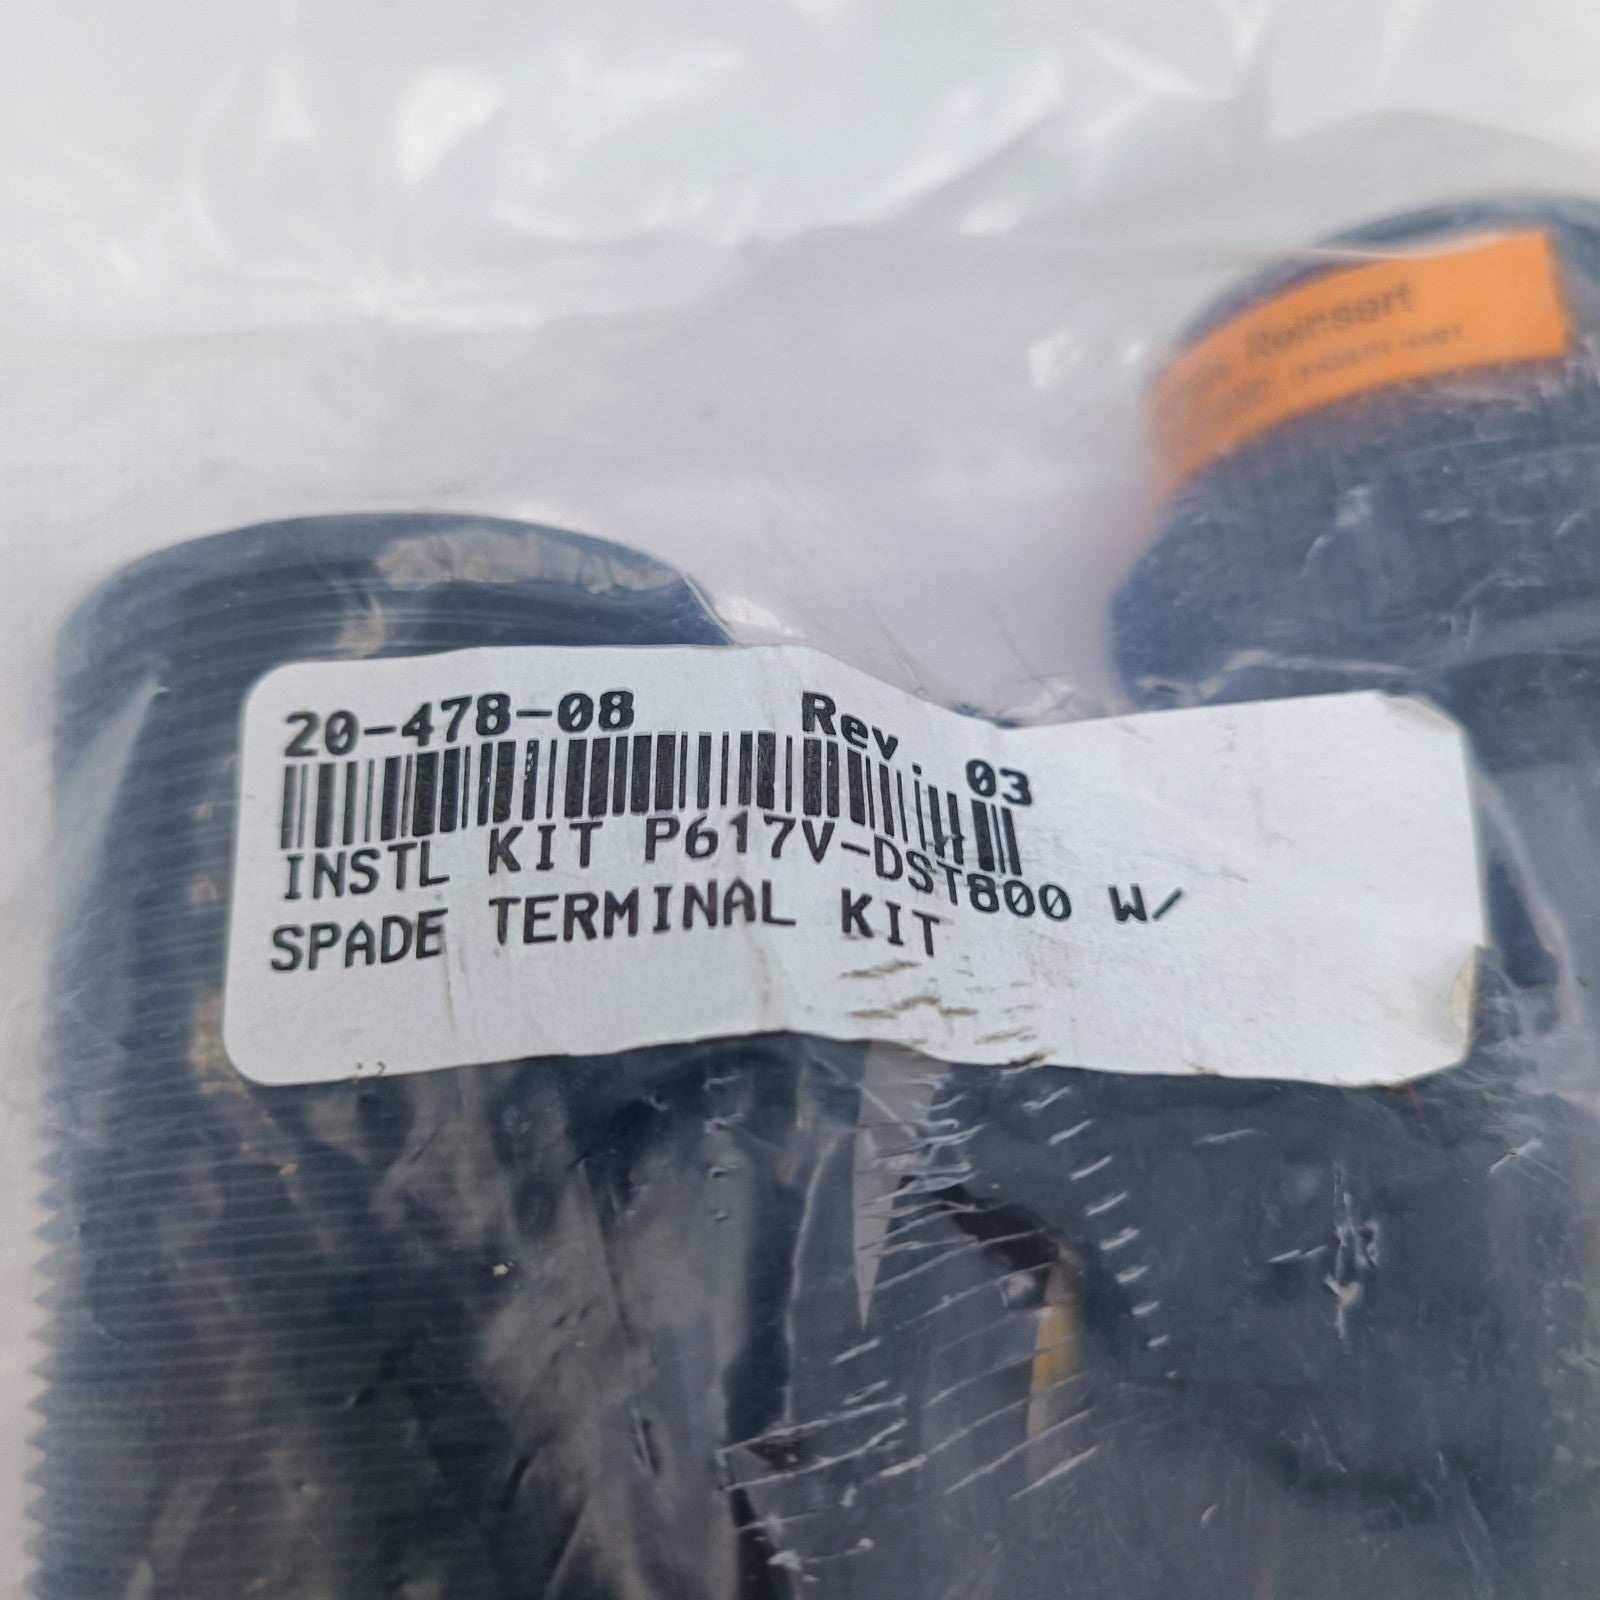 Reinsert
20-478-08 Rev. 03
INSTL KIT P617V-DST800 W/
SPADE TERMINAL KIT